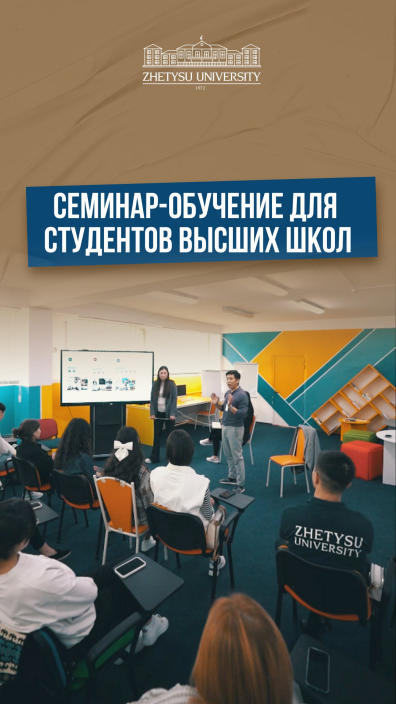 ZHETYSU UNIVERSITY
1972
СЕМИНАР-ОБУЧЕНИЕ ДЛЯ
СТУДЕНТОВ ВЫСШИХ ШКОЛ
ZHETYSU
UNIVERSITY